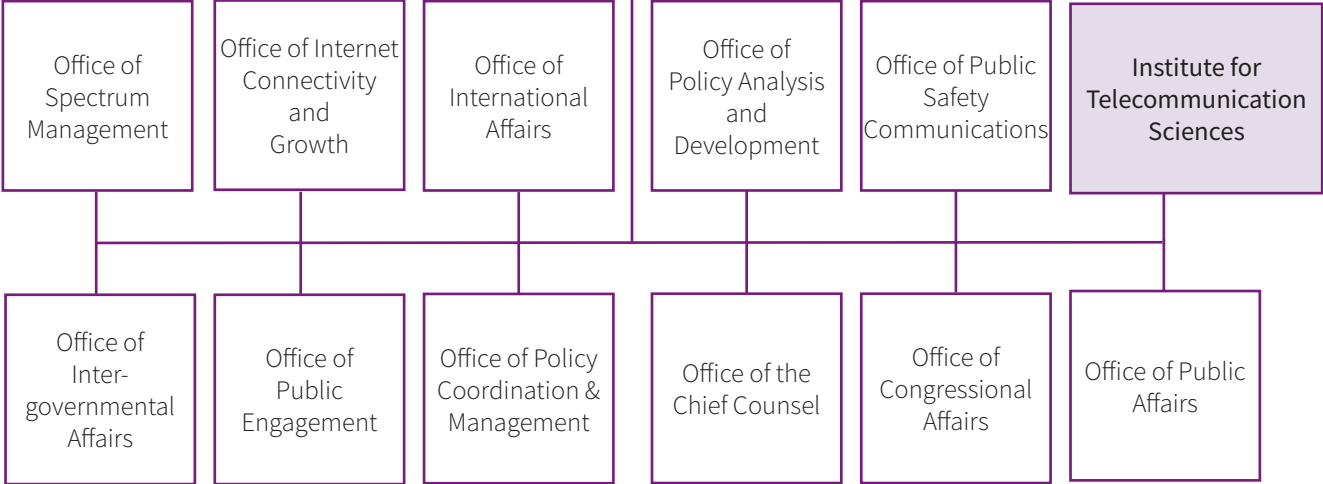 Office of
Spectrum
Management
Office of Internet
Connectivity
and
Growth
Office of
International
Affairs
Office of
Policy Analysis
and
Development
Office of Public
Safety
Communications
Institute for
Telecommunication
Sciences
Office of
Inter-
governmental
Affairs
Office of
Public
Engagement
Office of Policy
Coordination &
Management
Office of the
Chief Counsel
Office of
Congressional
Affairs
Office of Public
Affairs